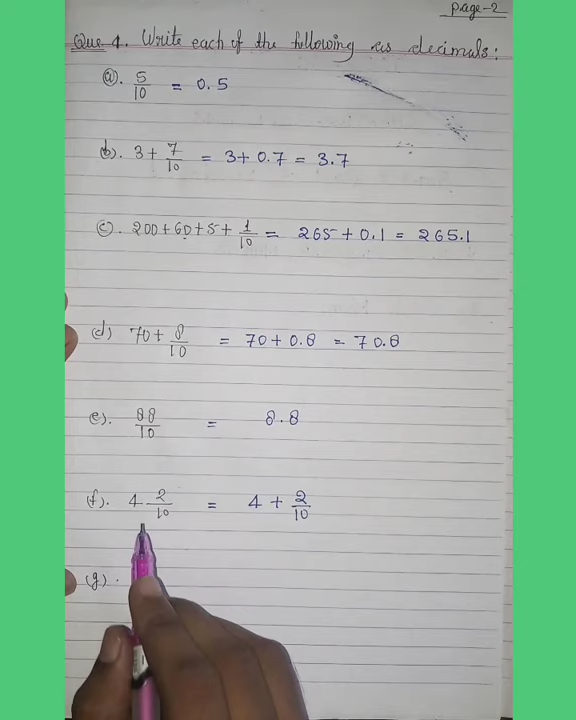 Page-2
Que 4. Write each of the following as decimals:
(a). 5/10 = 0.5
(b). 3 + 7/10 = 3 + 0.7 = 3.7
(c). 200 + 60 + 5 + 1/10 = 265 + 0.1 = 265.1
(d) 70 + 8/10 = 70 + 0.8 = 70.8
(e). 88/10 = 8.8
(f). 4 2/10 = 4 + 2/10
(g).